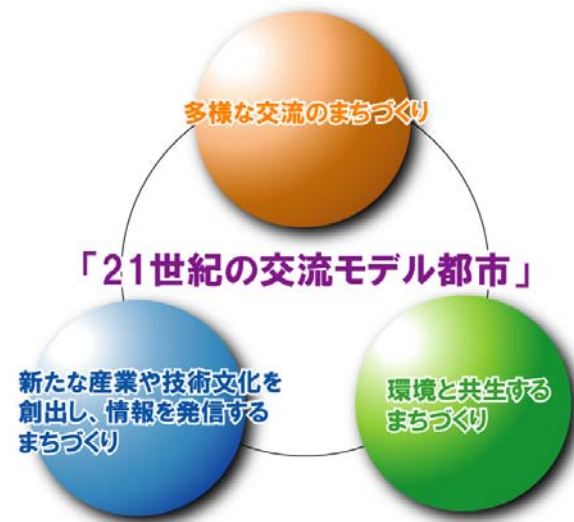 多様な交流のまちづくり
「21世紀の交流モデル都市」
新たな産業や技術文化を
創出し、情報を発信する
まちづくり
環境と共生する
まちづくり